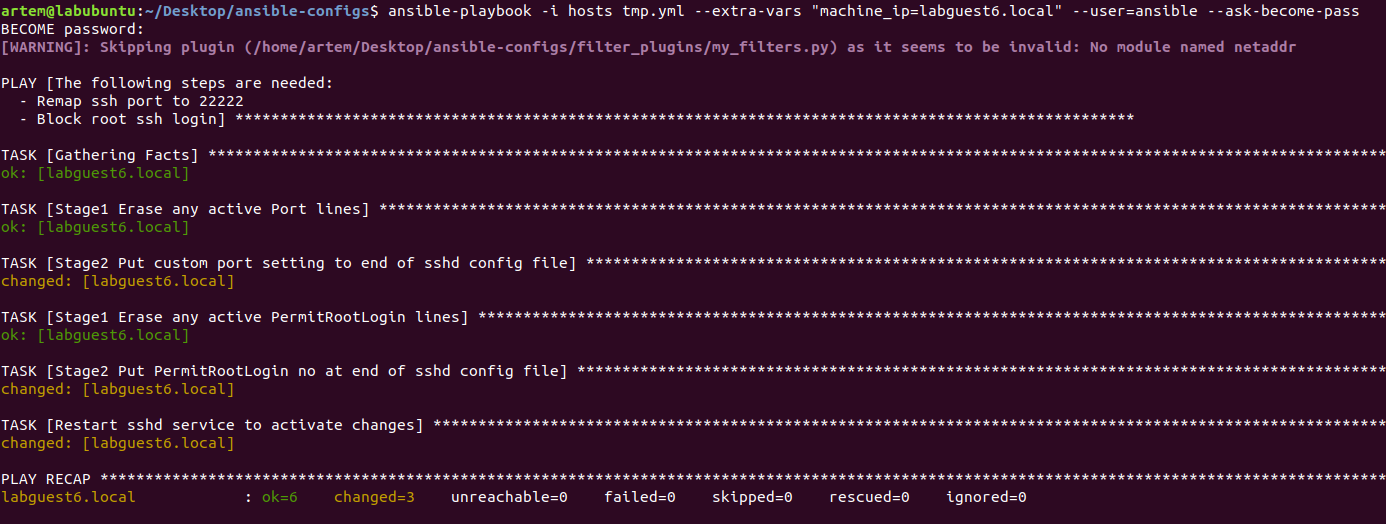 artem@labubuntu:~/Desktop/ansible-configs$ ansible-playbook -i hosts tmp.yml --extra-vars "machine_ip=labguest6.local" --user=ansible --ask-become-pass
BECOME password:
[WARNING]: Skipping plugin (/home/artem/Desktop/ansible-configs/filter_plugins/my_filters.py) as it seems to be invalid: No module named netaddr

PLAY [The following steps are needed:
  - Remap ssh port to 22222
  - Block root ssh login] ****************************************************************************************************

TASK [Gathering Facts] ***********************************************************************************************************************************
ok: [labguest6.local]

TASK [Stage1 Erase any active Port lines] ****************************************************************************************************************
ok: [labguest6.local]

TASK [Stage2 Put custom port setting to end of sshd config file] *****************************************************************************************
changed: [labguest6.local]

TASK [Stage1 Erase any active PermitRootLogin lines] *****************************************************************************************************
ok: [labguest6.local]

TASK [Stage2 Put PermitRootLogin no at end of sshd config file] ******************************************************************************************
changed: [labguest6.local]

TASK [Restart sshd service to activate changes] **********************************************************************************************************
changed: [labguest6.local]

PLAY RECAP ***********************************************************************************************************************************************
labguest6.local            : ok=6    changed=3    unreachable=0    failed=0    skipped=0    rescued=0    ignored=0